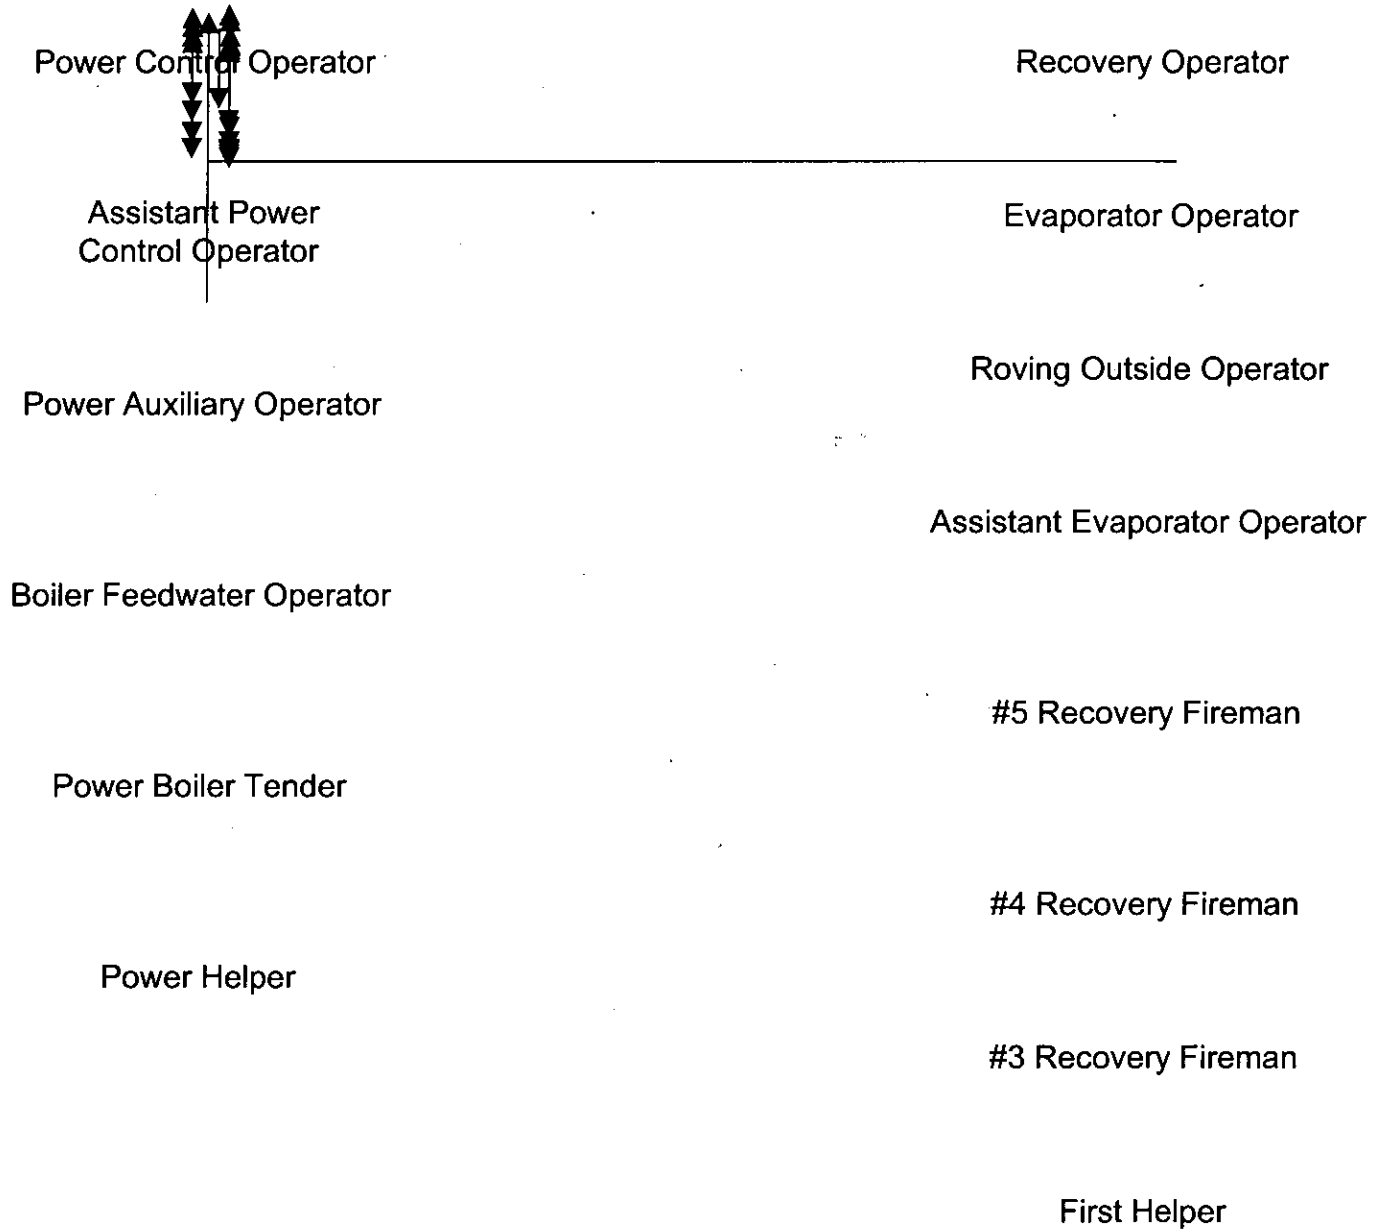 Power Control Operator
Assistant Power
Control Operator
Power Auxiliary Operator
Boiler Feedwater Operator
Power Boiler Tender
Power Helper
Recovery Operator
Evaporator Operator
Roving Outside Operator
Assistant Evaporator Operator
#5 Recovery Fireman
#4 Recovery Fireman
#3 Recovery Fireman
First Helper